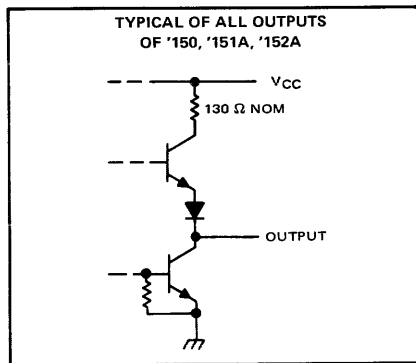 TYPICAL OF ALL OUTPUTS
OF '150, '151A, '152A
VCC
130 Ω NOM
OUTPUT